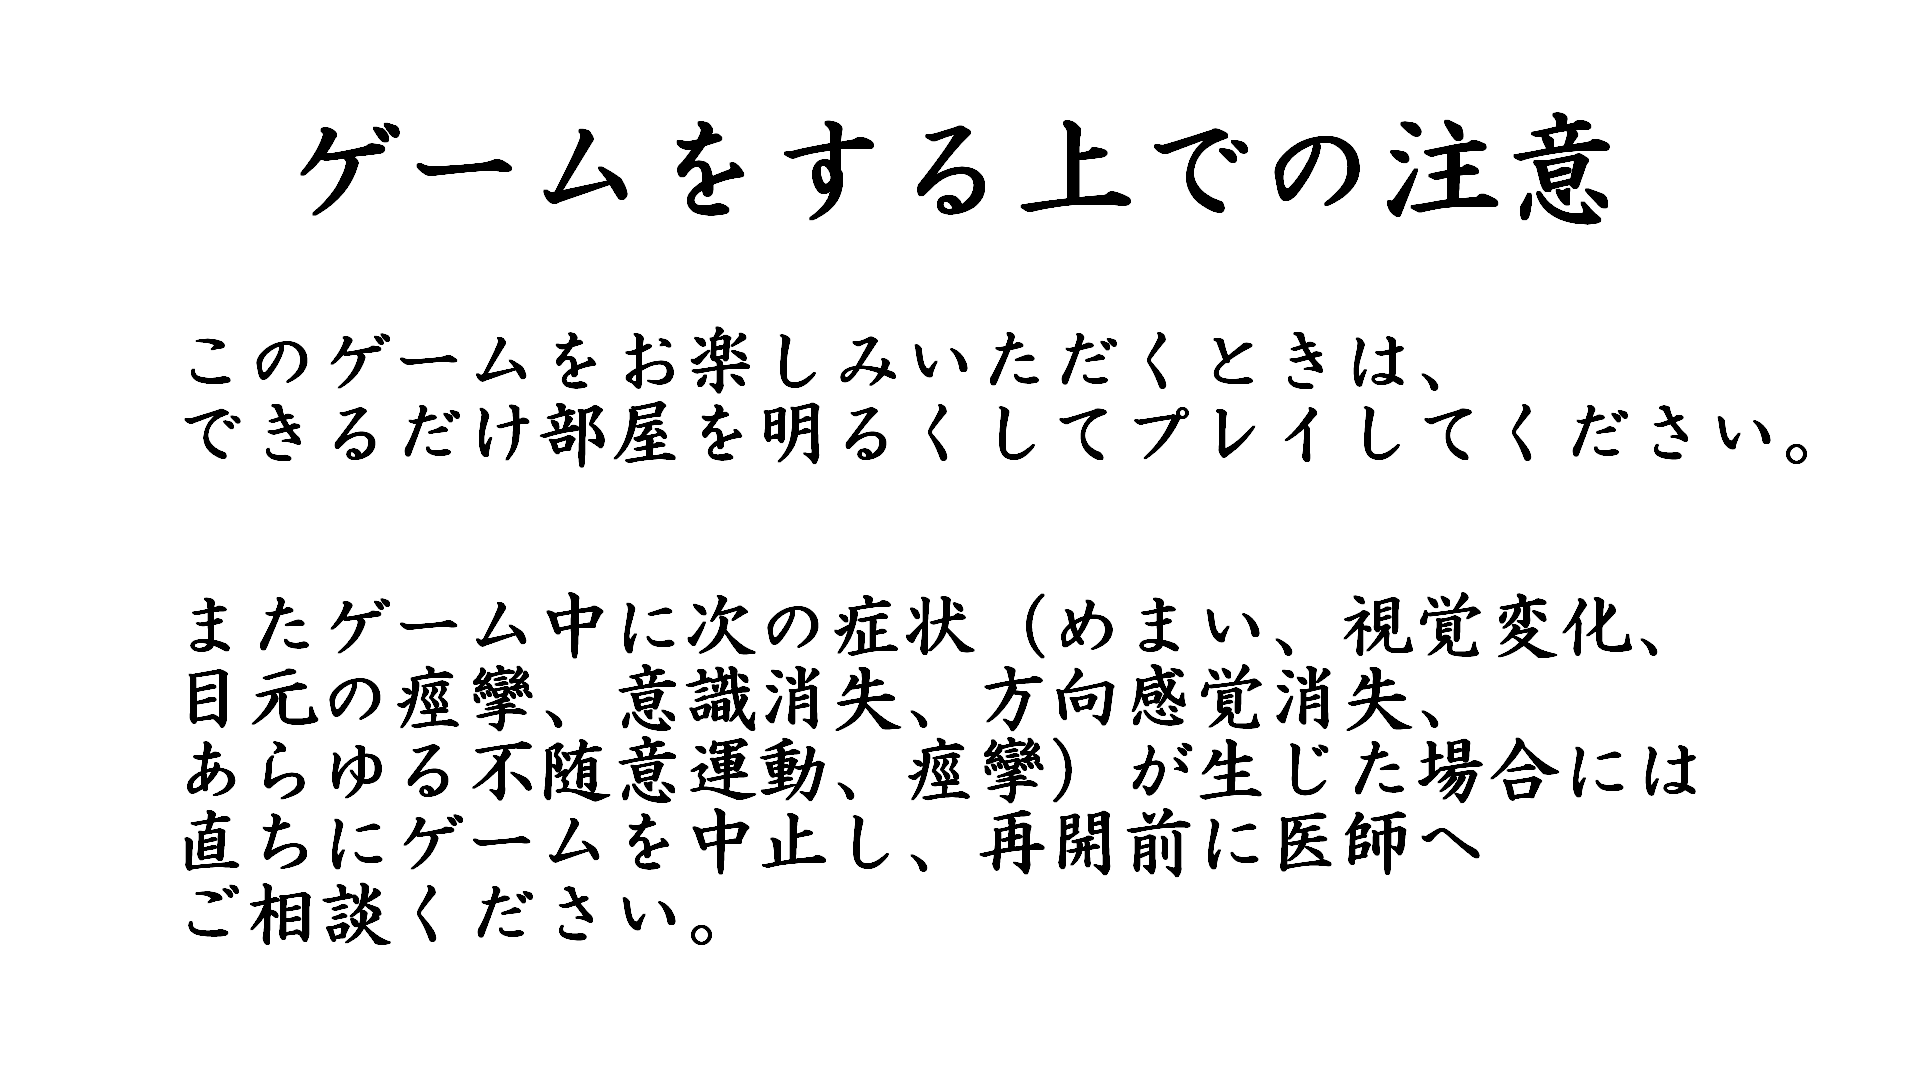 ゲームをする上での注意
このゲームをお楽しみいただくときは、
できるだけ部屋を明るくしてプレイしてください。
またゲーム中に次の症状（めまい、視覚変化、
目元の痙攣、意識消失、方向感覚消失、
あらゆる不随意運動、痙攣）が生じた場合には
直ちにゲームを中止し、再開前に医師へ
ご相談ください。